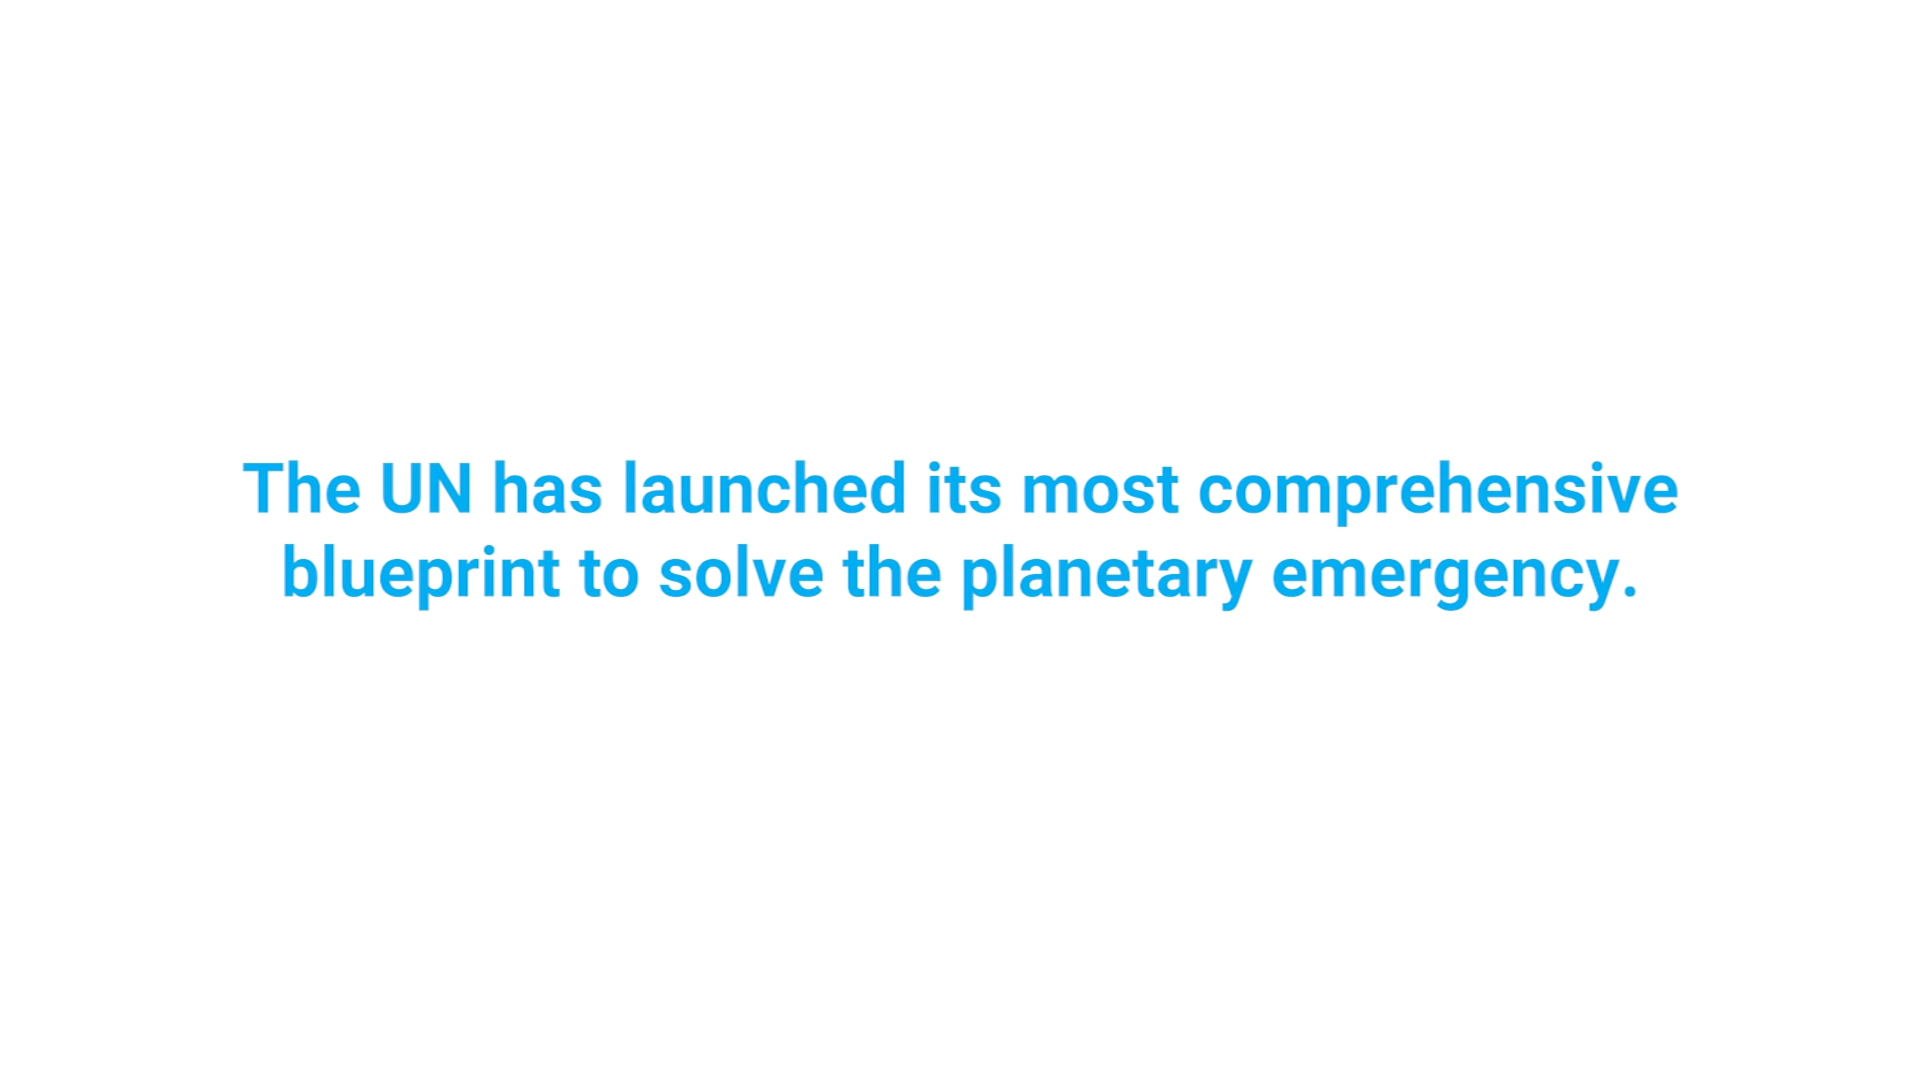 The UN has launched its most comprehensive
blueprint to solve the planetary emergency.